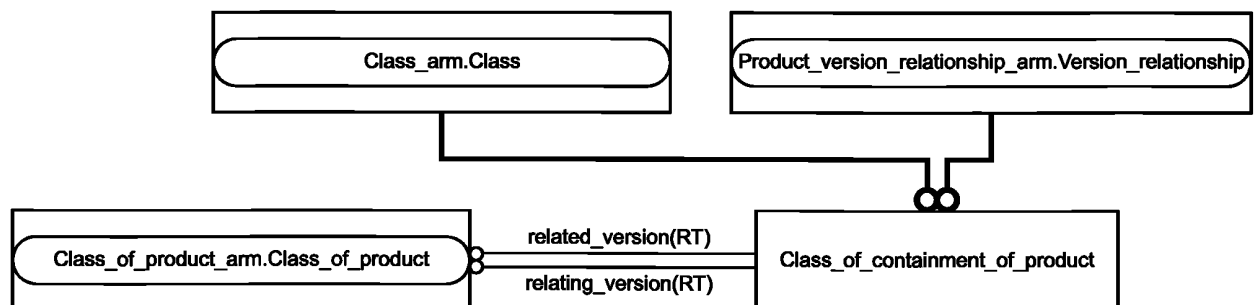 Class_arm.Class
Product_version_relationship_arm.Version_relationship
related_version(RT)
Class_of_product_arm.Class_of_product
Class_of_containment_of_product
relating_version(RT)